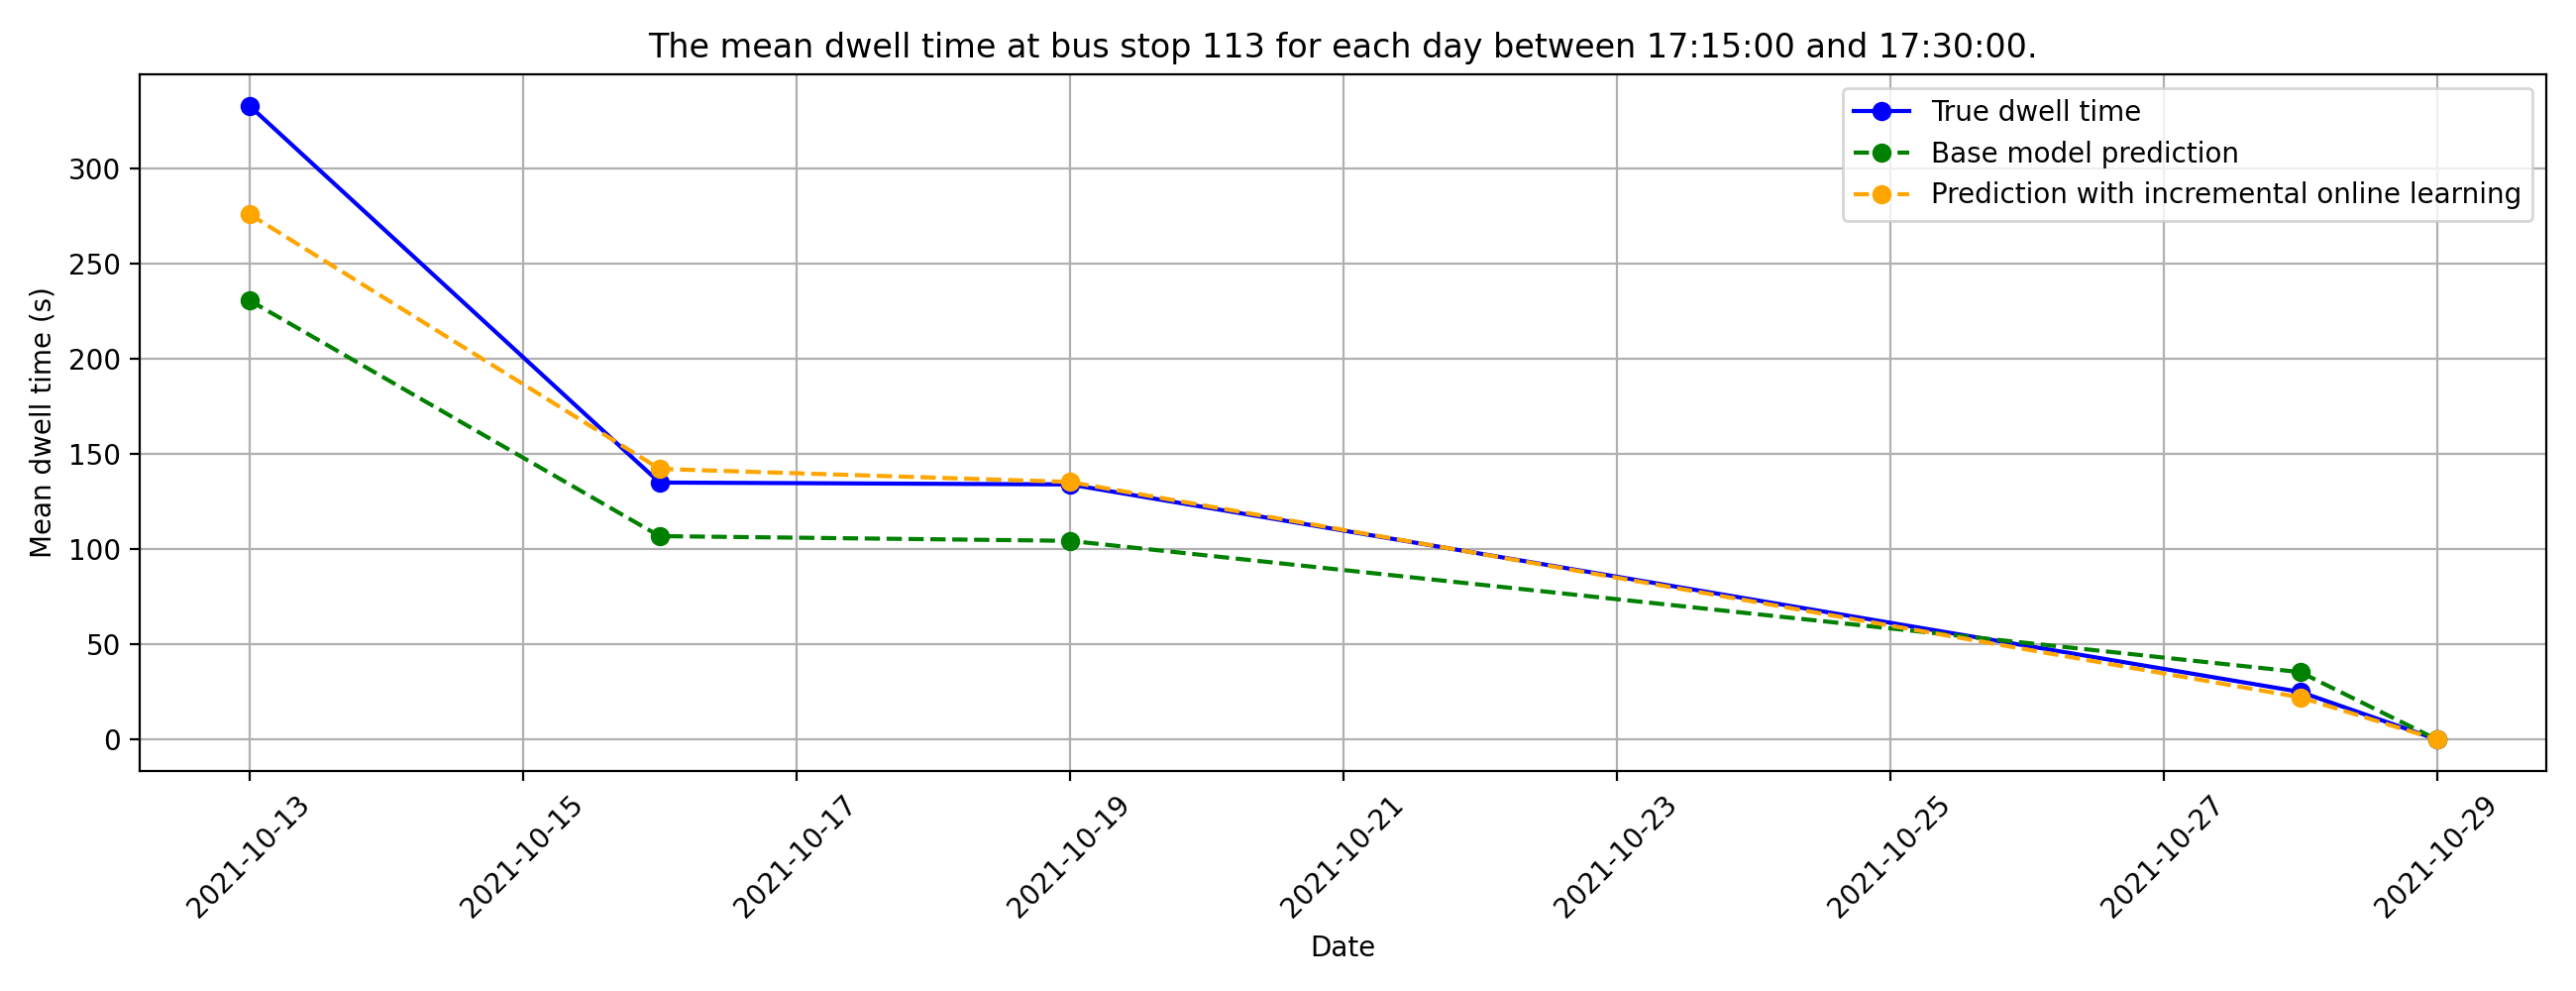 The mean dwell time at bus stop 113 for each day between 17:15:00 and 17:30:00.
True dwell time
Base model prediction
Prediction with incremental online learning
Mean dwell time (s)
300
250
200
150
100
50
0
2021-10-13
2021-10-15
2021-10-17
2021-10-19
2021-10-21
2021-10-23
2021-10-25
2021-10-27
2021-10-29
Date